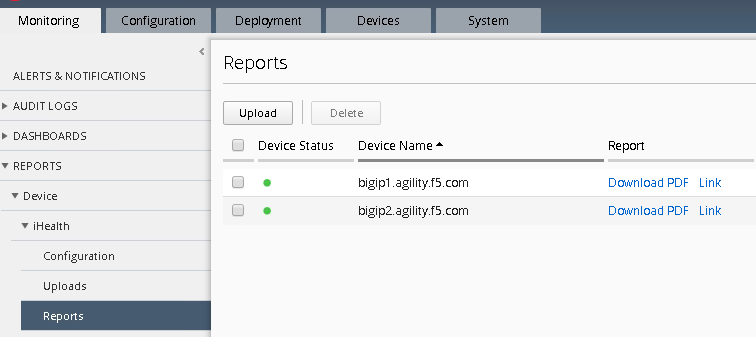 Monitoring Configuration Deployment Devices System
ALERTS & NOTIFICATIONS
AUDIT LOGS
DASHBOARDS
REPORTS
Device
iHealth
Configuration
Uploads
Reports
Reports
Upload Delete
Device Status Device Name Report
bigip1.agility.f5.com Download PDF Link
bigip2.agility.f5.com Download PDF Link